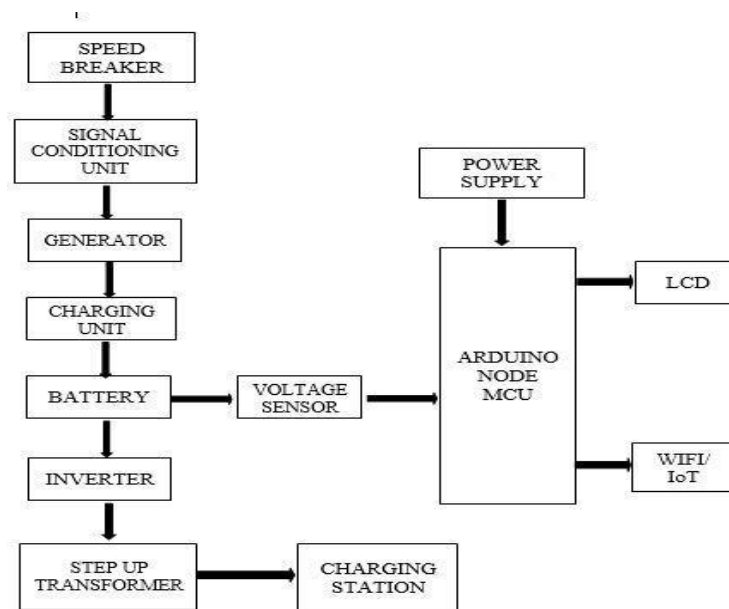 SPEED
BREAKER
SIGNAL
CONDITIONING
UNIT
POWER
SUPPLY
GENERATOR
LCD
CHARGING
UNIT
ARDUINO
NODE
MCU
BATTERY
VOLTAGE
SENSOR
INVERTER
WIFI/
IoT
STEP UP
TRANSFORMER
CHARGING
STATION